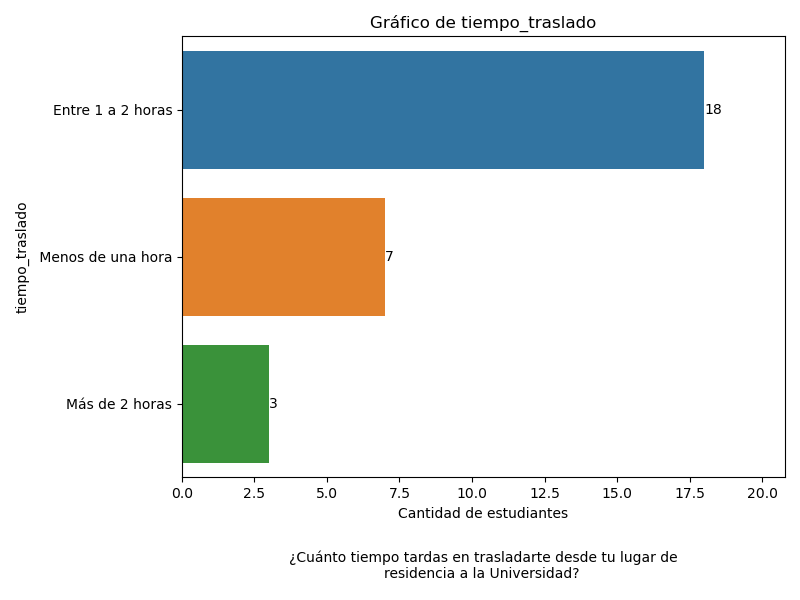 Gráfico de tiempo_traslado
Entre 1 a 2 horas
18
Menos de una hora
7
Más de 2 horas
3
tiempo_traslado
0.0 2.5 5.0 7.5 10.0 12.5 15.0 17.5 20.0
Cantidad de estudiantes
¿Cuánto tiempo tardas en trasladarte desde tu lugar de
residencia a la Universidad?